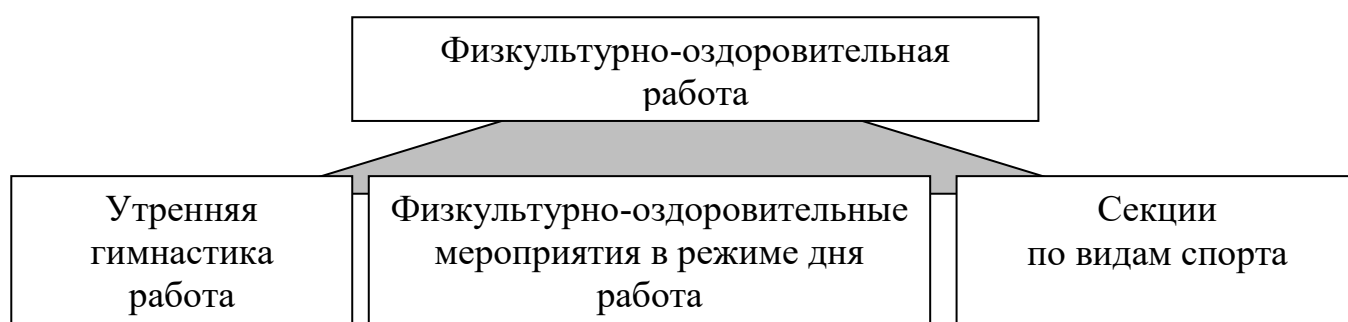 Физкультурно-оздоровительная
работа
Утренняя
гимнастика
работа
Физкультурно-оздоровительные
мероприятия в режиме дня
работа
Секции
по видам спорта